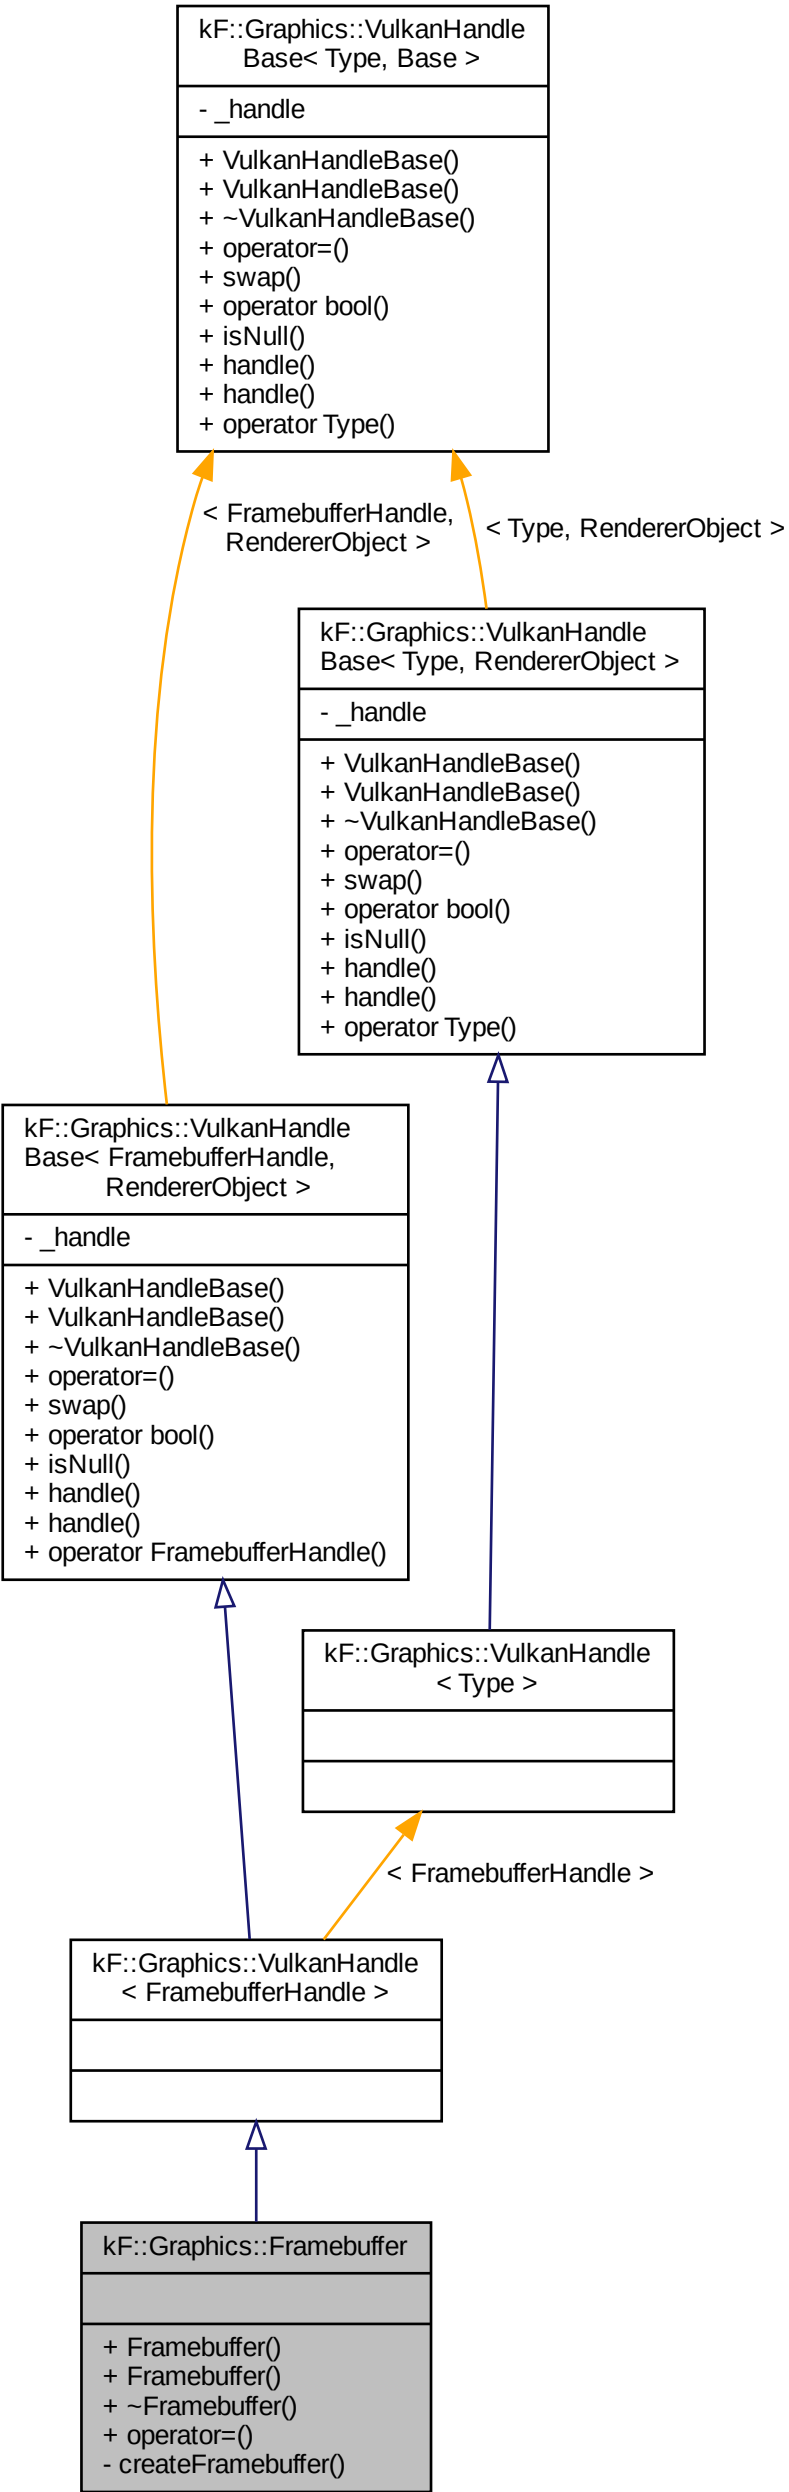 kF::Graphics::VulkanHandle
Base< Type, Base >
- _handle
+ VulkanHandleBase()
+ VulkanHandleBase()
+ ~VulkanHandleBase()
+ operator=()
+ swap()
+ operator bool()
+ isNull()
+ handle()
+ handle()
+ operator Type()
< FramebufferHandle,
RendererObject >
< Type, RendererObject >
kF::Graphics::VulkanHandle
Base< Type, RendererObject >
- _handle
+ VulkanHandleBase()
+ VulkanHandleBase()
+ ~VulkanHandleBase()
+ operator=()
+ swap()
+ operator bool()
+ isNull()
+ handle()
+ handle()
+ operator Type()
kF::Graphics::VulkanHandle
Base< FramebufferHandle,
RendererObject >
- _handle
+ VulkanHandleBase()
+ VulkanHandleBase()
+ ~VulkanHandleBase()
+ operator=()
+ swap()
+ operator bool()
+ isNull()
+ handle()
+ handle()
+ operator FramebufferHandle()
kF::Graphics::VulkanHandle
< Type >
< FramebufferHandle >
kF::Graphics::VulkanHandle
< FramebufferHandle >
kF::Graphics::Framebuffer
+ Framebuffer()
+ Framebuffer()
+ ~Framebuffer()
+ operator=()
- createFramebuffer()